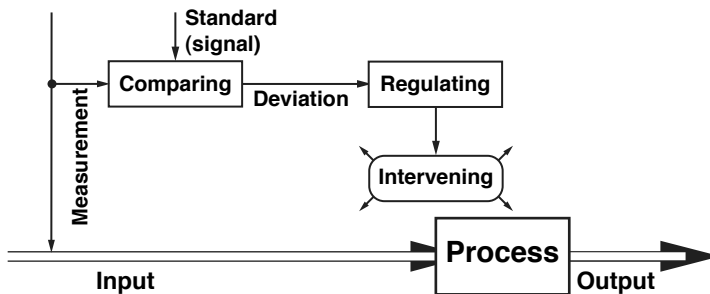 Standard
(signal)
Comparing
Deviation
Regulating
Measurement
Intervening
Process
Input
Output